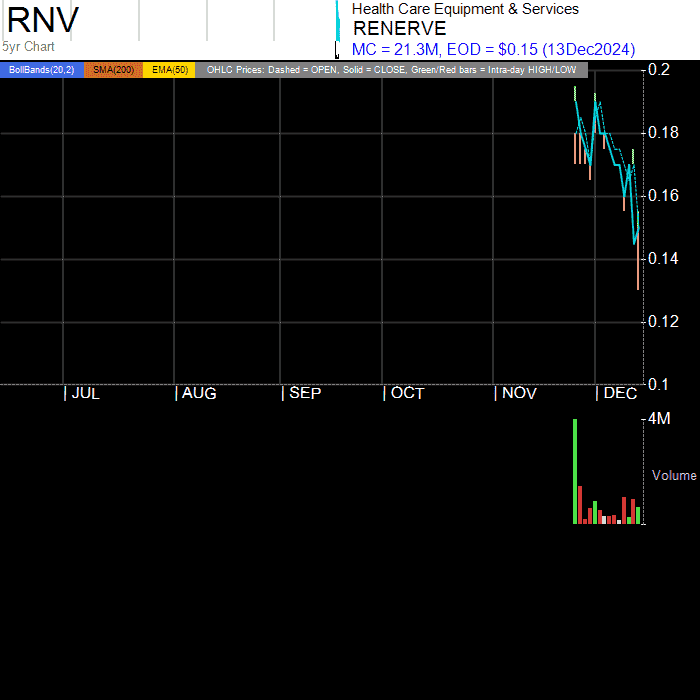 RNV
5yr Chart
Health Care Equipment & Services
RENERVE
MC = 21.3M, EOD = $0.15 (13Dec2024)
BollBands(20,2) SMA(200) EMA(50) OHLC Prices: Dashed = OPEN, Solid = CLOSE, Green/Red bars = Intra-day HIGH/LOW
0.2
0.18
0.16
0.14
0.12
0.1
| JUL | AUG | SEP | OCT | NOV | DEC
4M
Volume